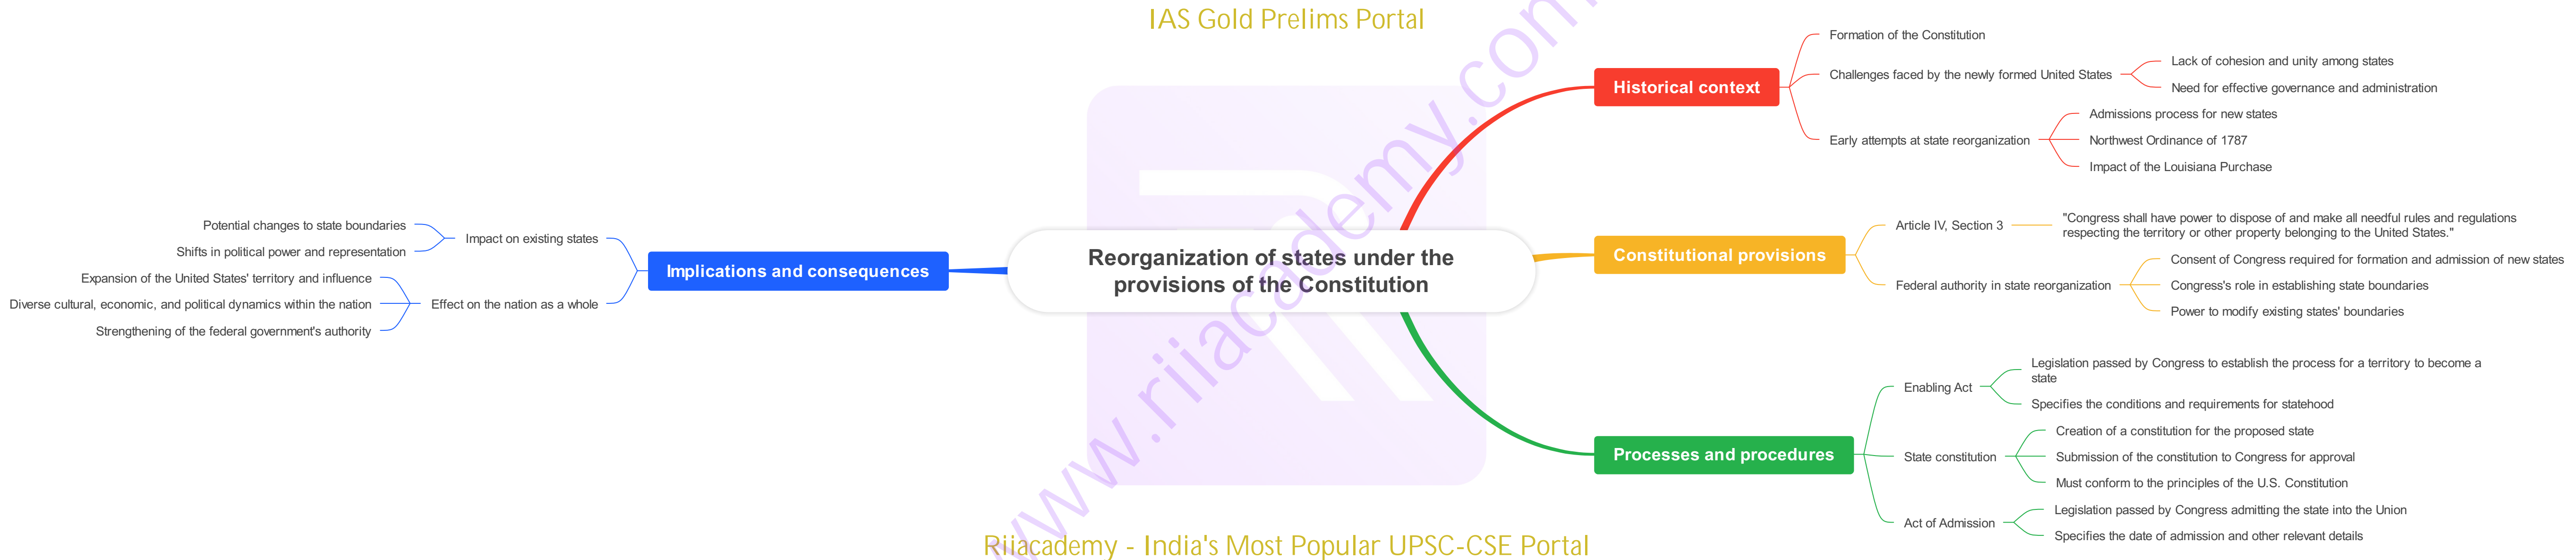 IAS Gold Prelims Portal
Reorganization of states under the
provisions of the Constitution
Historical context
Formation of the Constitution
Challenges faced by the newly formed United States
Lack of cohesion and unity among states
Need for effective governance and administration
Early attempts at state reorganization
Admissions process for new states
Northwest Ordinance of 1787
Impact of the Louisiana Purchase
Constitutional provisions
Article IV, Section 3
"Congress shall have power to dispose of and make all needful rules and regulations
respecting the territory or other property belonging to the United States."
Federal authority in state reorganization
Consent of Congress required for formation and admission of new states
Congress's role in establishing state boundaries
Power to modify existing states' boundaries
Processes and procedures
Enabling Act
Legislation passed by Congress to establish the process for a territory to become a
state
Specifies the conditions and requirements for statehood
State constitution
Creation of a constitution for the proposed state
Submission of the constitution to Congress for approval
Must conform to the principles of the U.S. Constitution
Act of Admission
Legislation passed by Congress admitting the state into the Union
Specifies the date of admission and other relevant details
Implications and consequences
Impact on existing states
Potential changes to state boundaries
Shifts in political power and representation
Effect on the nation as a whole
Expansion of the United States' territory and influence
Diverse cultural, economic, and political dynamics within the nation
Strengthening of the federal government's authority
www.rijiacademy.com
Rijiacademy - India's Most Popular UPSC-CSE Portal